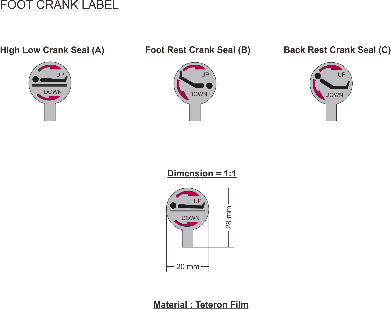 FOOT CRANK LABEL
High Low Crank Seal (A)
Foot Rest Crank Seal (B)
Back Rest Crank Seal (C)
UP
DOWN
UP
DOWN
UP
DOWN
Dimension = 1:1
UP
DOWN
28 mm
20 mm
Material : Teteron Film